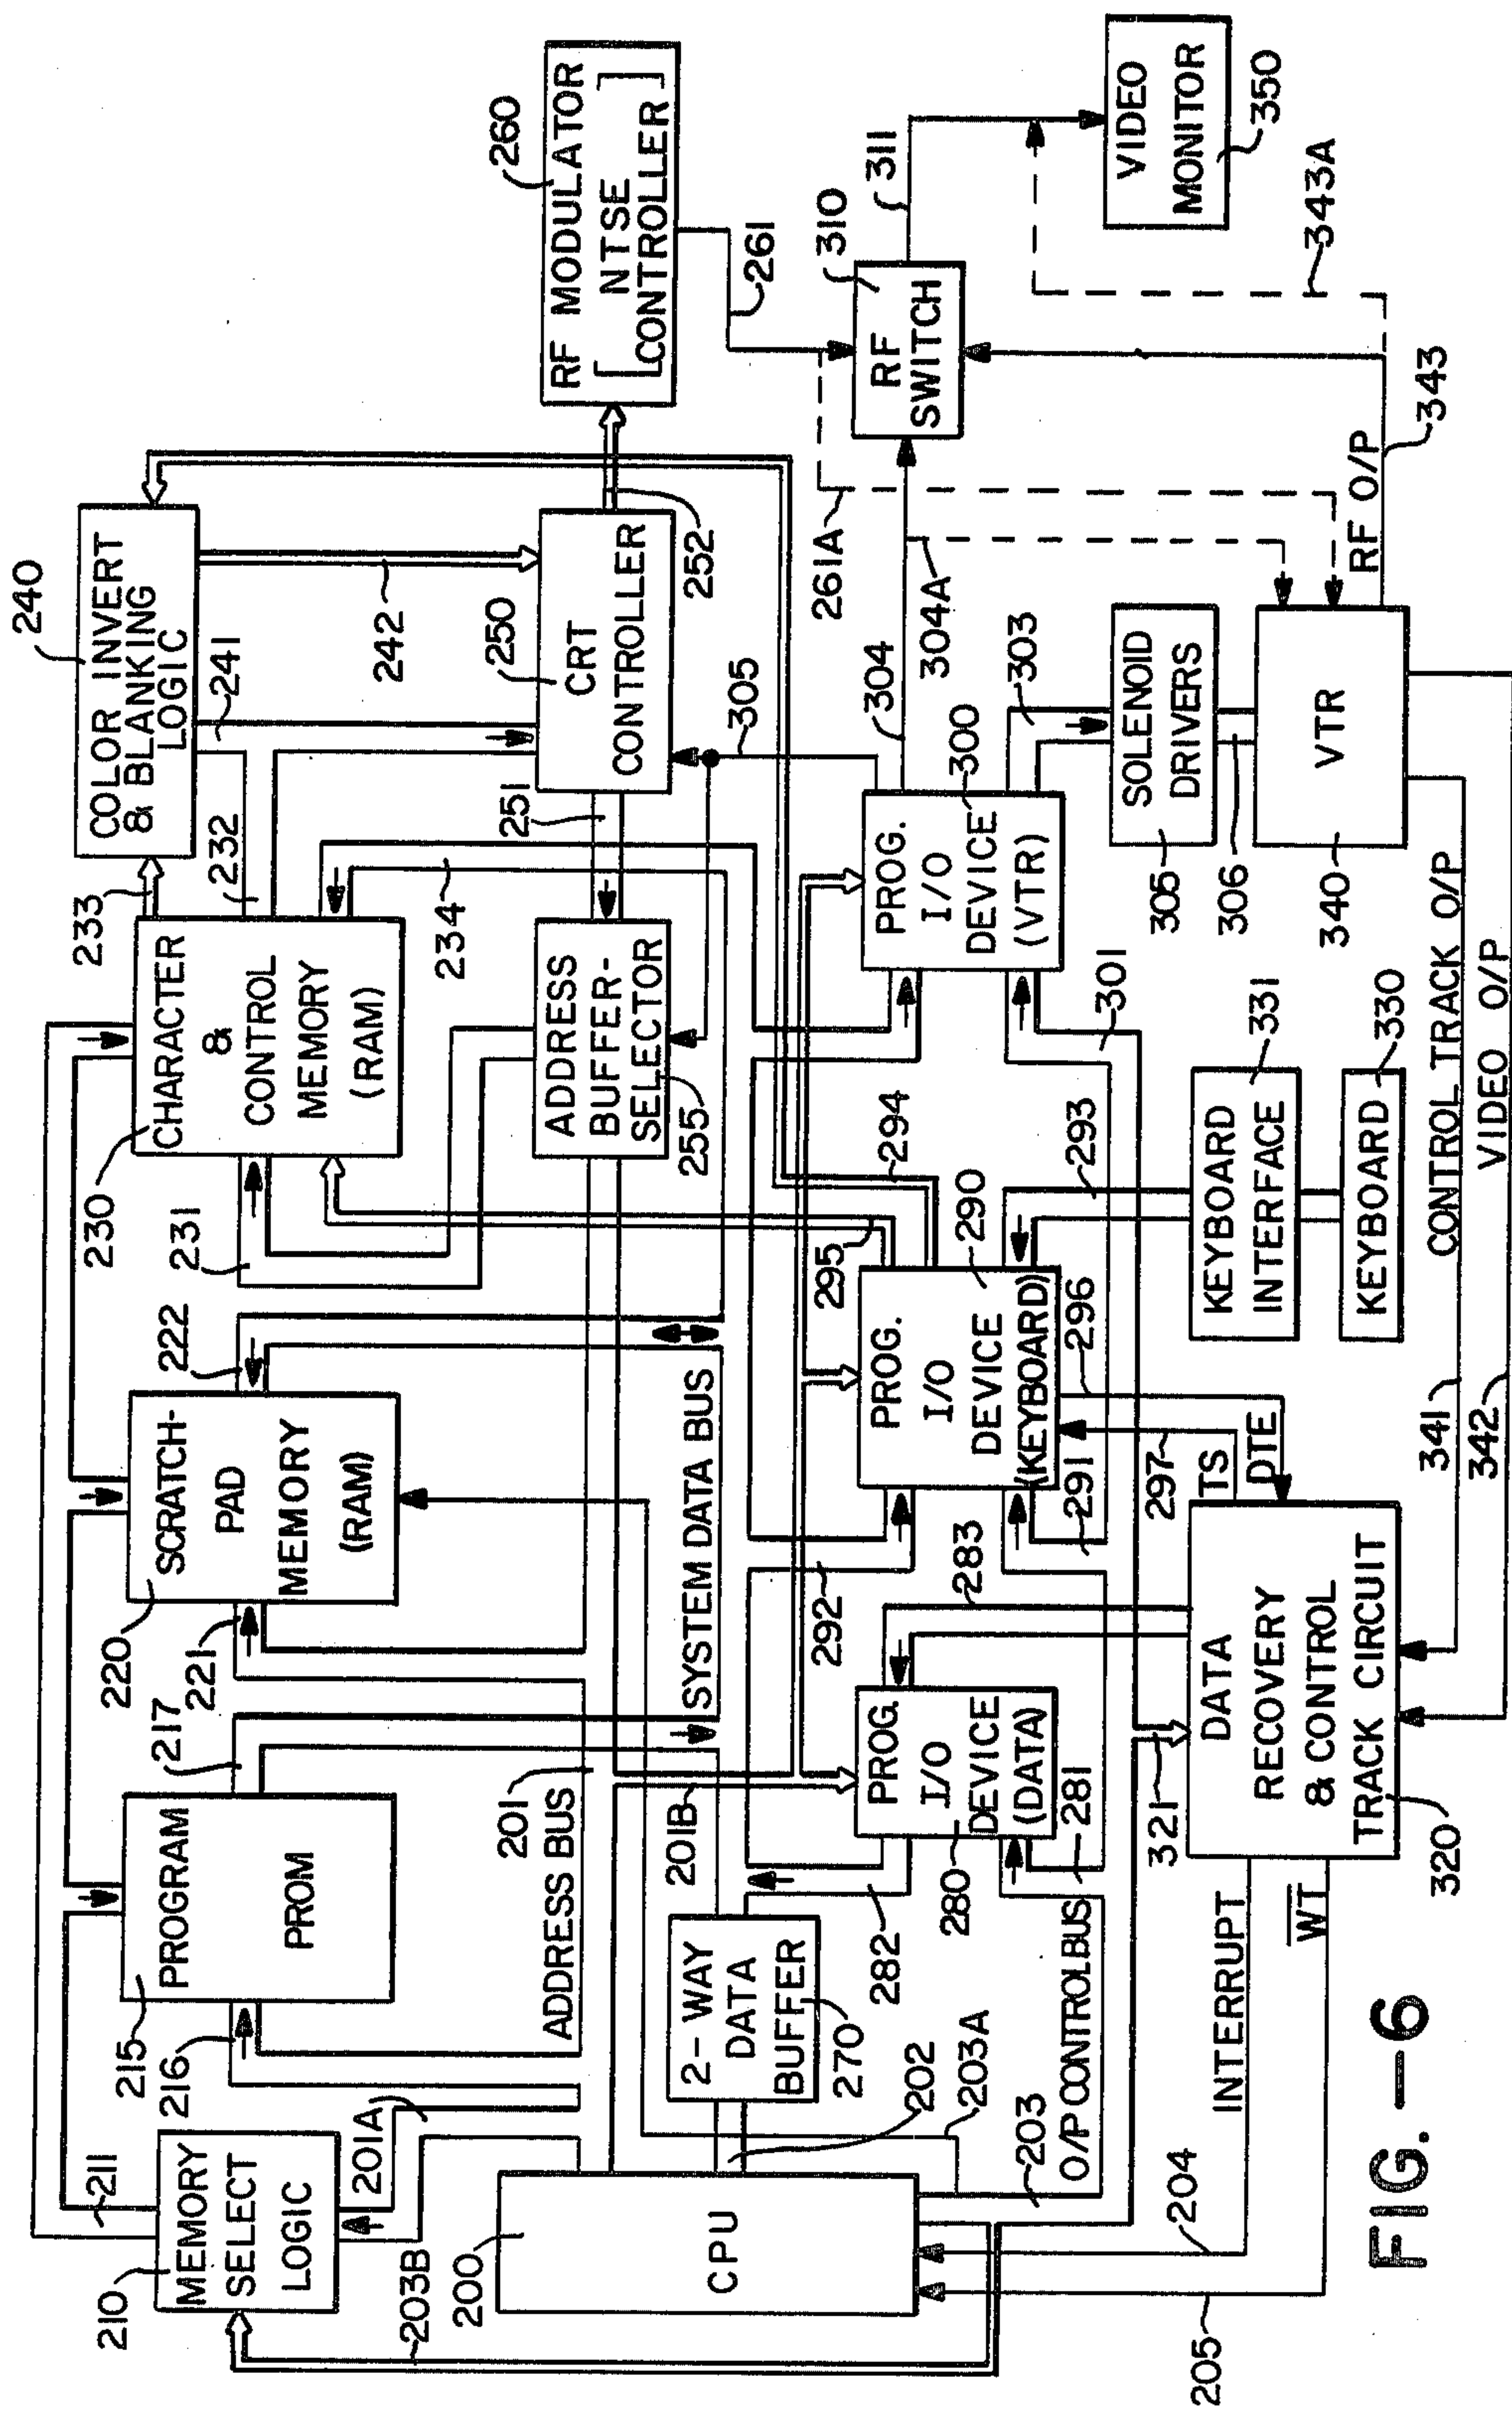 240
COLOR INVERT
& BLANKING
LOGIC
233
232
241
242
260
RF MODULATOR
[NTSE
CONTROLLER]
261
230
CHARACTER
&
CONTROL
MEMORY
(RAM)
231
234
250
CRT
CONTROLLER
252
251
ADDRESS
BUFFER-
SELECTOR
255
305
220
SCRATCH-
PAD
MEMORY
(RAM)
221
222
215
PROGRAM
PROM
216
217
210
MEMORY
SELECT
LOGIC
211
201A
203B
ADDRESS BUS
201
201B
SYSTEM DATA BUS
200
CPU
202
203A
203
O/P CONTROL BUS
204
205
2-WAY
DATA
BUFFER
270
282
PROG.
I/O
DEVICE
(DATA)
280
281
283
292
PROG.
I/O
DEVICE
(KEYBOARD)
290
291
293
294
295
296
297
TS
DTE
PROG.
I/O
DEVICE
(VTR)
300
301
303
304
304A
261A
RF
SWITCH
310
311
VIDEO
MONITOR
350
343A
343
RF O/P
SOLENOID
DRIVERS
305
306
VTR
340
KEYBOARD
INTERFACE
331
KEYBOARD
330
CONTROL TRACK O/P
341
VIDEO O/P
342
DATA
RECOVERY
& CONTROL
TRACK CIRCUIT
320
321
INTERRUPT
WT
FIG.-6